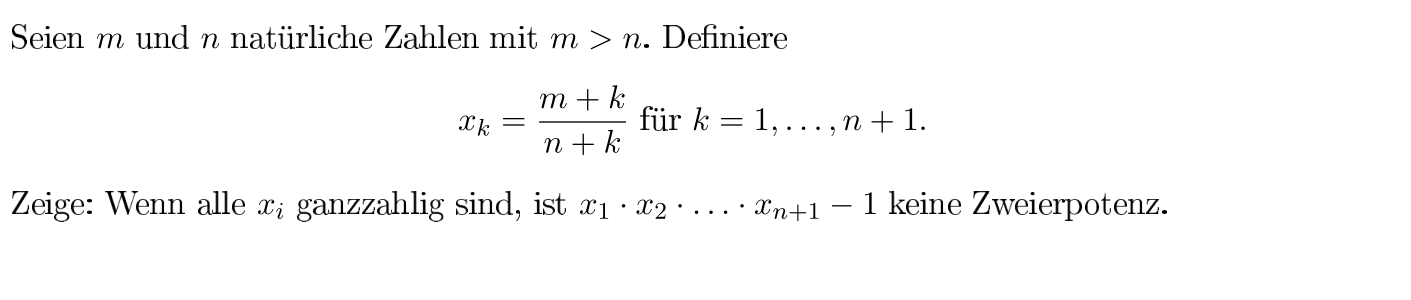 Seien m und n natürliche Zahlen mit m > n. Definiere
x_k = \frac{m + k}{n + k} für k = 1, . . . , n + 1.
Zeige: Wenn alle x_i ganzzahlig sind, ist x_1 · x_2 · . . . · x_{n+1} − 1 keine Zweierpotenz.